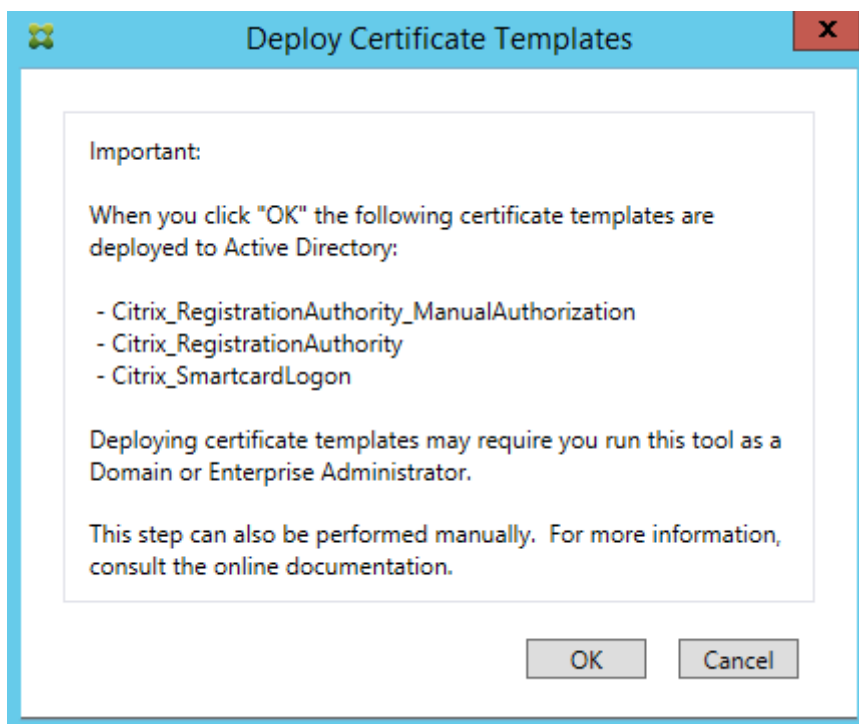 Deploy Certificate Templates
x
Important:
When you click "OK" the following certificate templates are
deployed to Active Directory:
- Citrix_RegistrationAuthority_ManualAuthorization
- Citrix_RegistrationAuthority
- Citrix_SmartcardLogon
Deploying certificate templates may require you run this tool as a
Domain or Enterprise Administrator.
This step can also be performed manually.  For more information,
consult the online documentation.
OK
Cancel